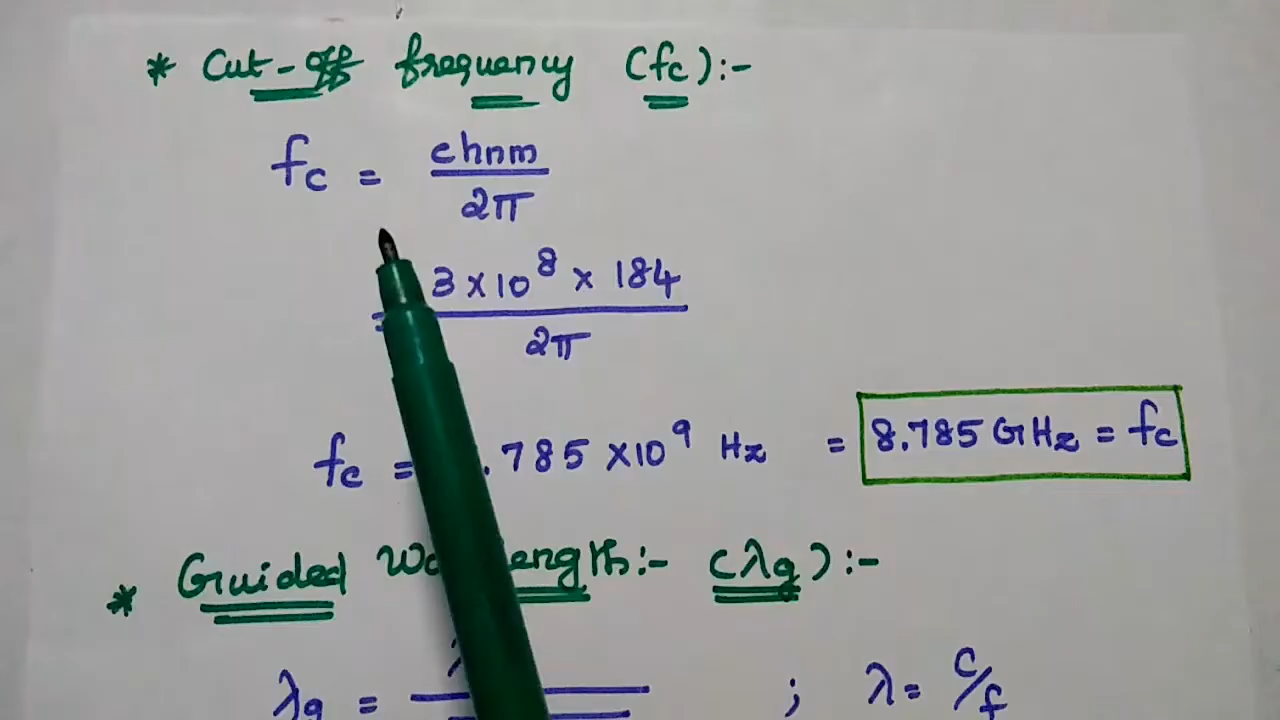 * Cut-off frequency (fc):-
fc = chnm
2π
3 × 10⁸ × 184
2π
fc = .785 × 10⁹ Hz = 8.785 GHz = fc
* Guided :- (λg):-
λg = ; λ = c/f